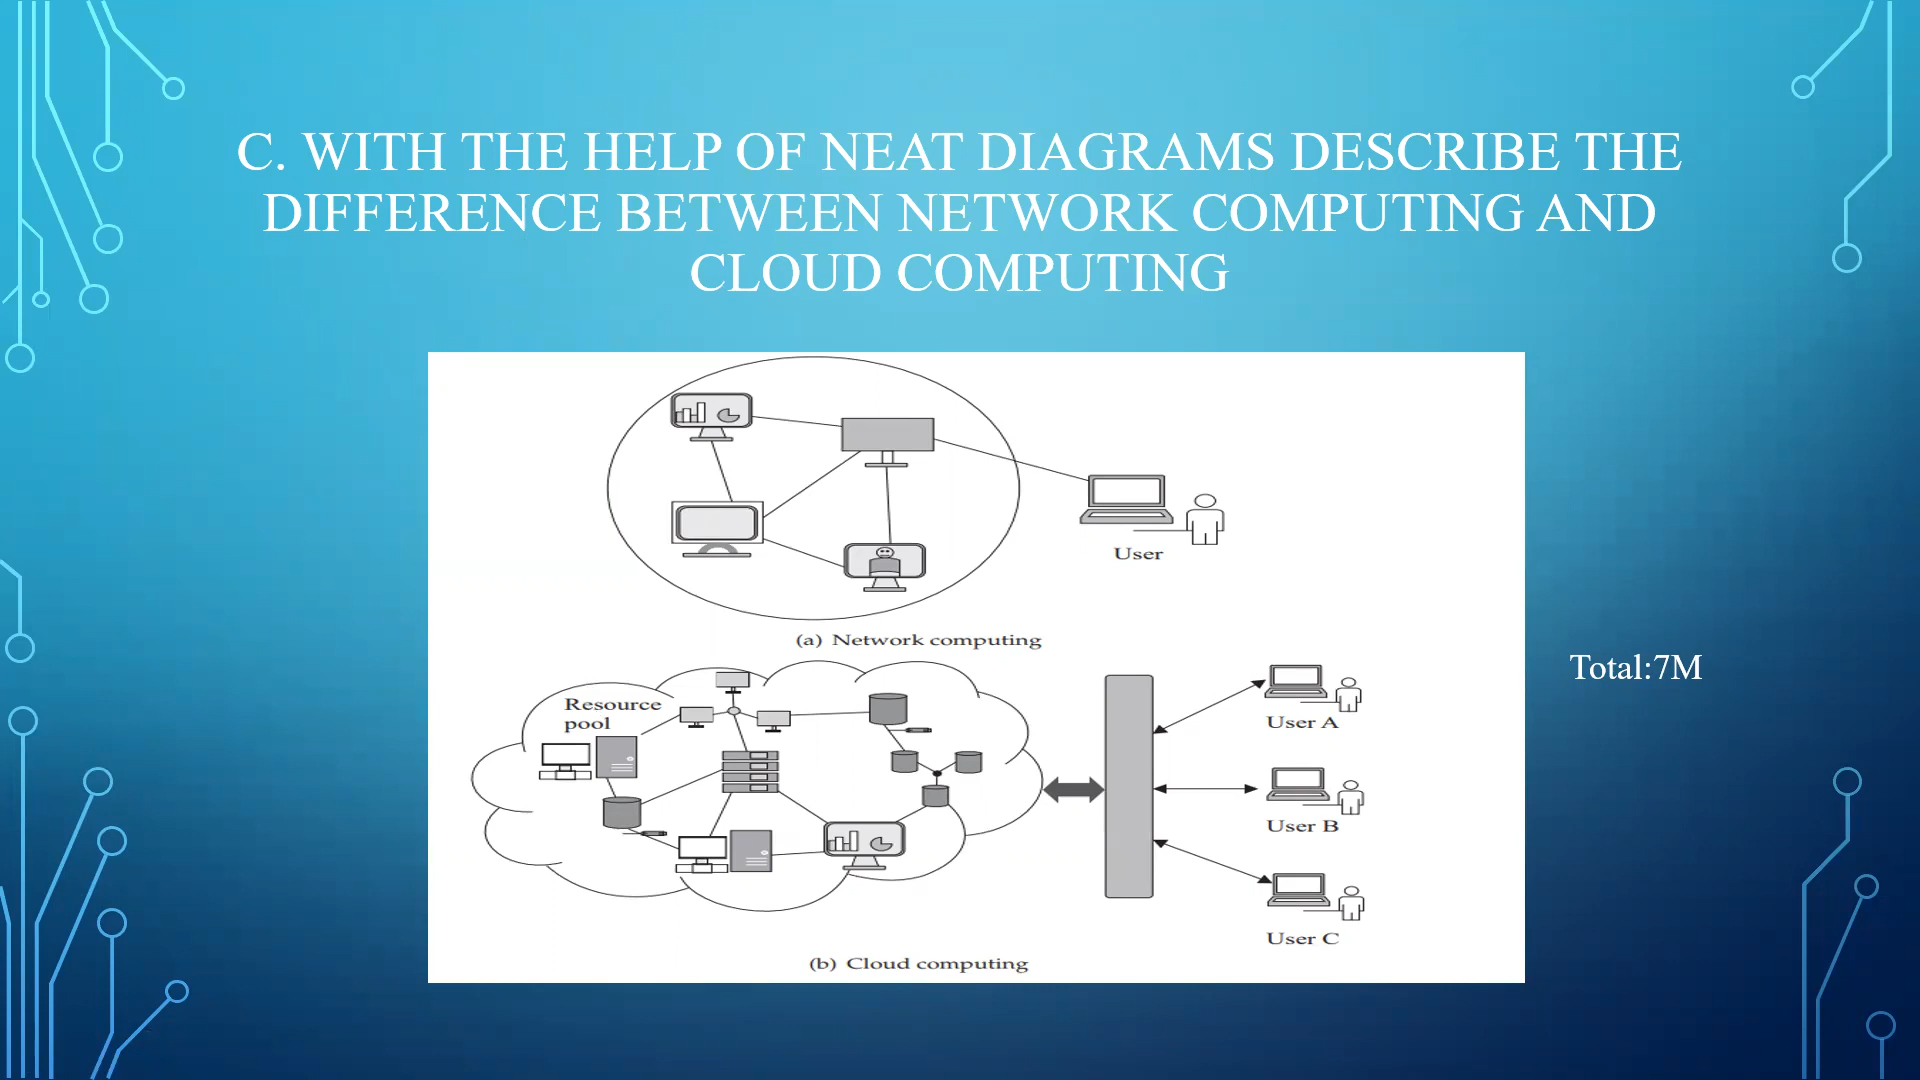 C. WITH THE HELP OF NEAT DIAGRAMS DESCRIBE THE
DIFFERENCE BETWEEN NETWORK COMPUTING AND
CLOUD COMPUTING
User
(a) Network computing
Resource
pool
User A
User B
User C
(b) Cloud computing
Total:7M